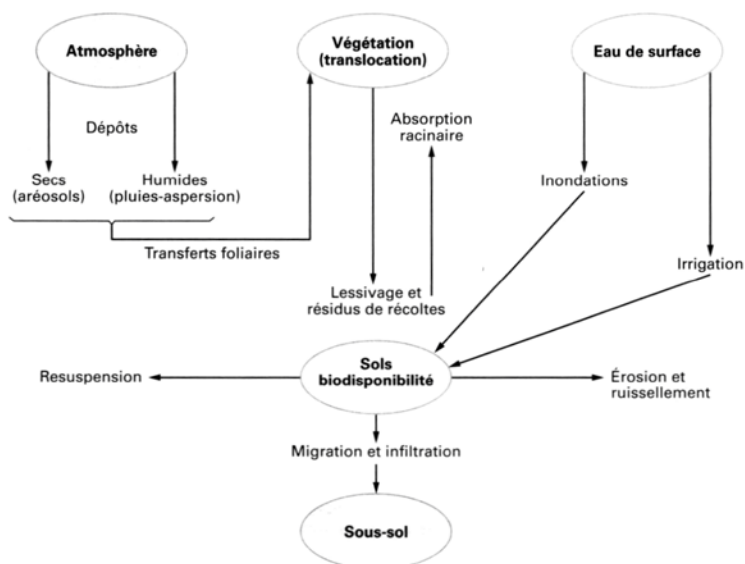 Atmosphère
Végétation
(translocation)
Eau de surface
Dépôts
Absorption
racinaire
Secs
(aréosols)
Humides
(pluies-aspersion)
Inondations
Transferts foliaires
Irrigation
Lessivage et
résidus de récoltes
Sols
biodisponibilité
Resuspension
Érosion et
ruissellement
Migration et infiltration
Sous-sol